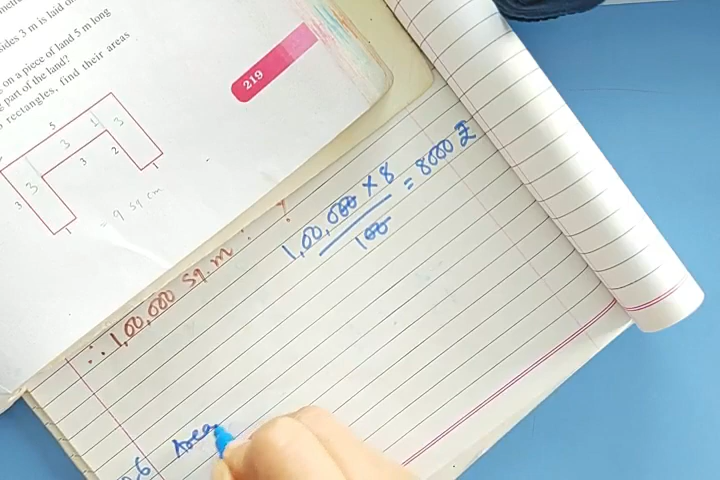 sides 3 m is laid
on a piece of land 5 m long
part of the land?
rectangles, find their areas
219
5
3
1
3
3
2
3
3
1
1
= 9 sq cm
∴ 1,00,000 sq. m
1,00,000 × 8
100
= 8000 ₹
Area